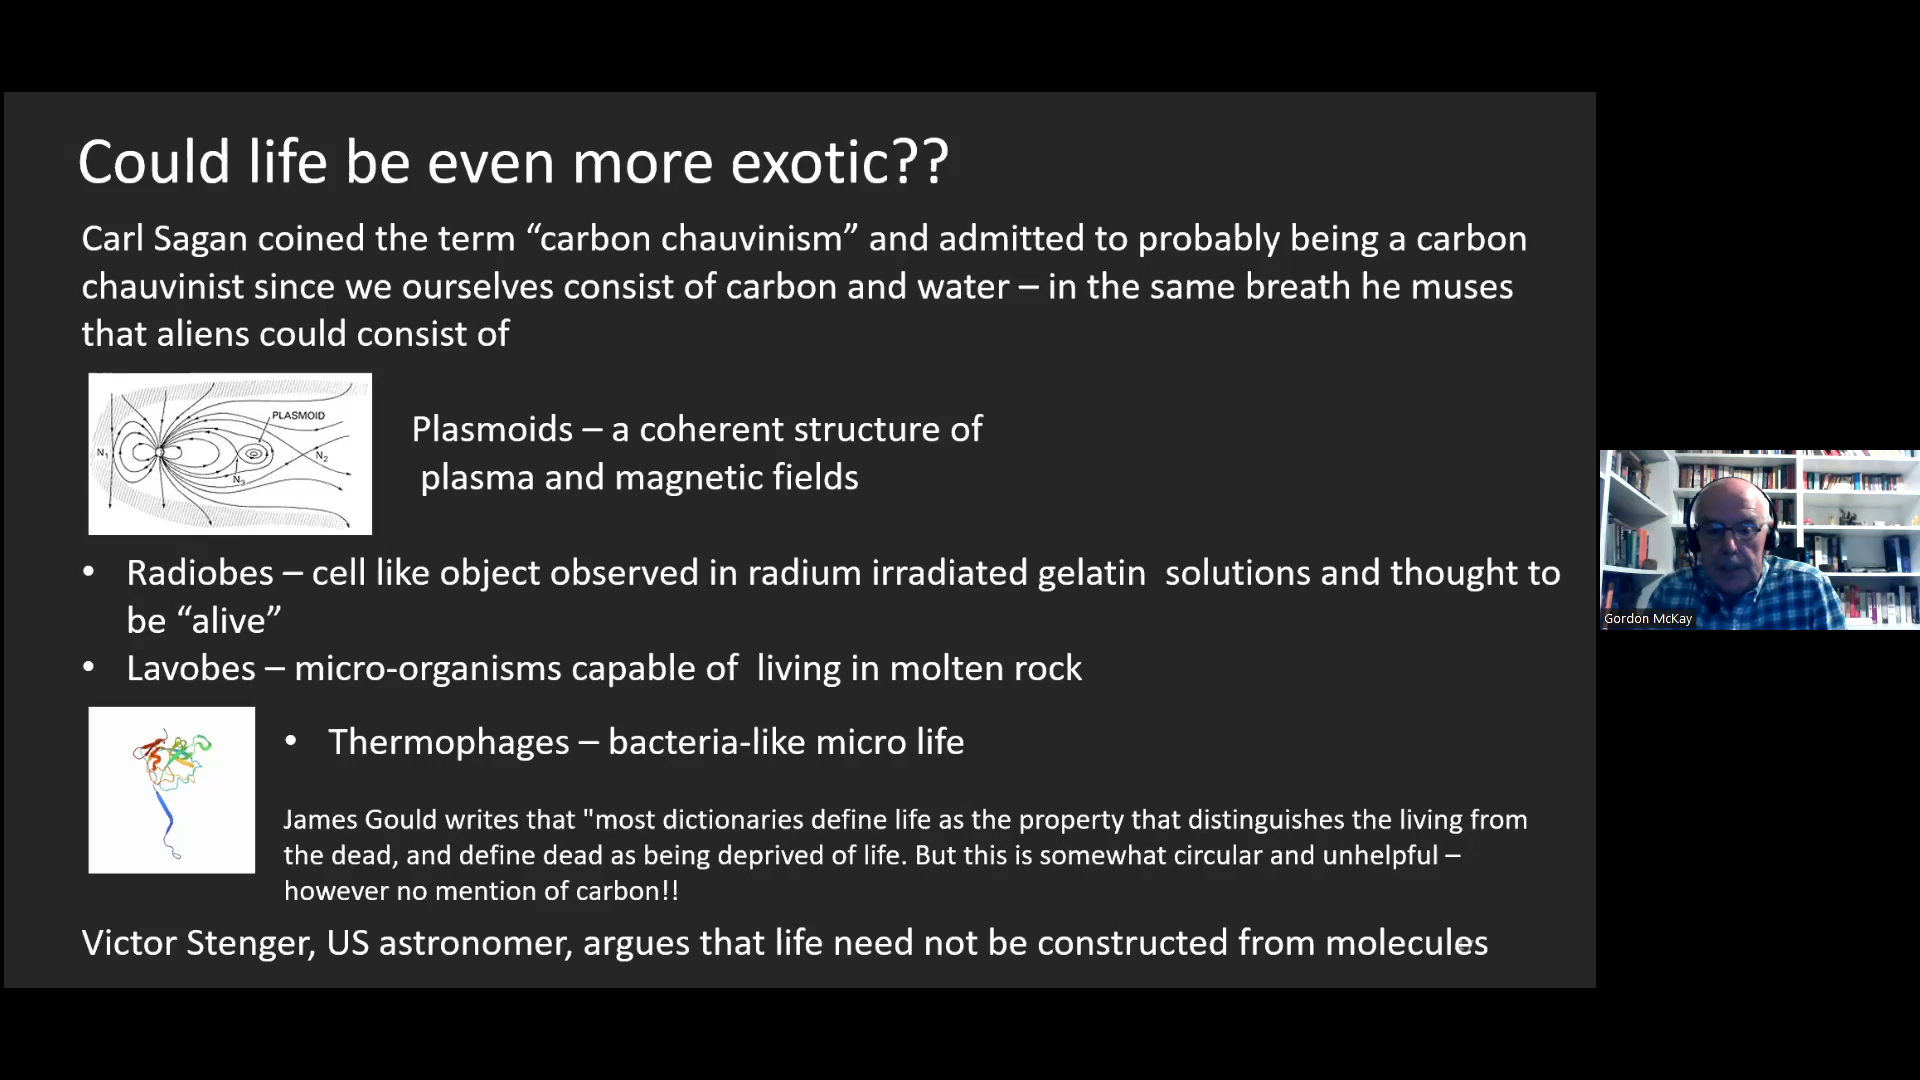 Could life be even more exotic??
Carl Sagan coined the term “carbon chauvinism” and admitted to probably being a carbon
chauvinist since we ourselves consist of carbon and water – in the same breath he muses
that aliens could consist of
PLASMOID
N1
N2
N3
Plasmoids – a coherent structure of
plasma and magnetic fields
• Radiobes – cell like object observed in radium irradiated gelatin solutions and thought to
be “alive”
• Lavobes – micro-organisms capable of living in molten rock
• Thermophages – bacteria-like micro life
James Gould writes that "most dictionaries define life as the property that distinguishes the living from
the dead, and define dead as being deprived of life. But this is somewhat circular and unhelpful –
however no mention of carbon!!
Victor Stenger, US astronomer, argues that life need not be constructed from molecules
Gordon McKay